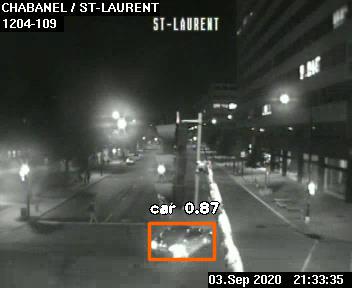 CHABANEL / ST-LAURENT
1204-109
ST-LAURENT
car 0.87
03.Sep 2020 21:33:35